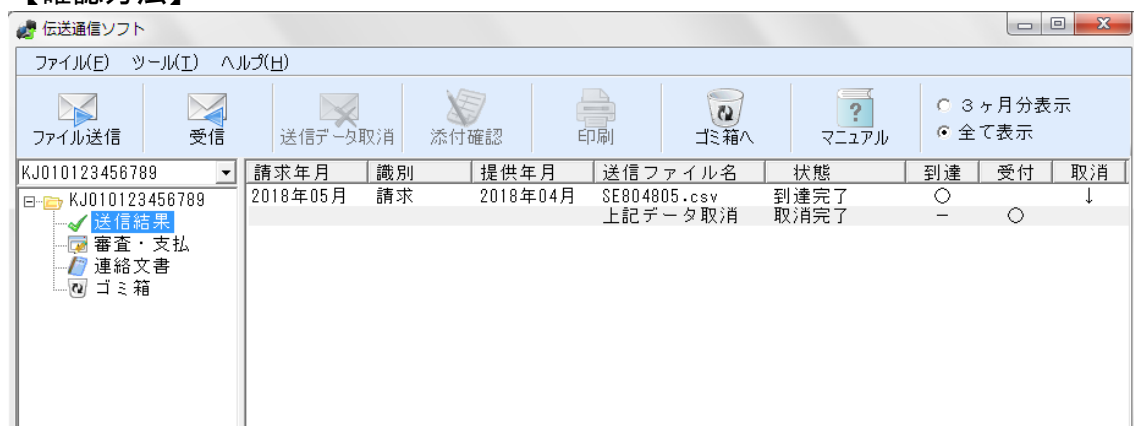 【確認方法】
伝送通信ソフト
ファイル(F) ツール(T) ヘルプ(H)
ファイル送信 受信 送信データ取消 添付確認 印刷 ゴミ箱へ マニュアル
3ヶ月分表示
全て表示
KJ010123456789
請求年月 識別 提供年月 送信ファイル名 状態 到達 受付 取消
KJ010123456789
送信結果
審査・支払
連絡文書
ゴミ箱
2018年05月 請求 2018年04月 SE804805.csv 到達完了 ○ ↓
上記データ取消 取消完了 － ○